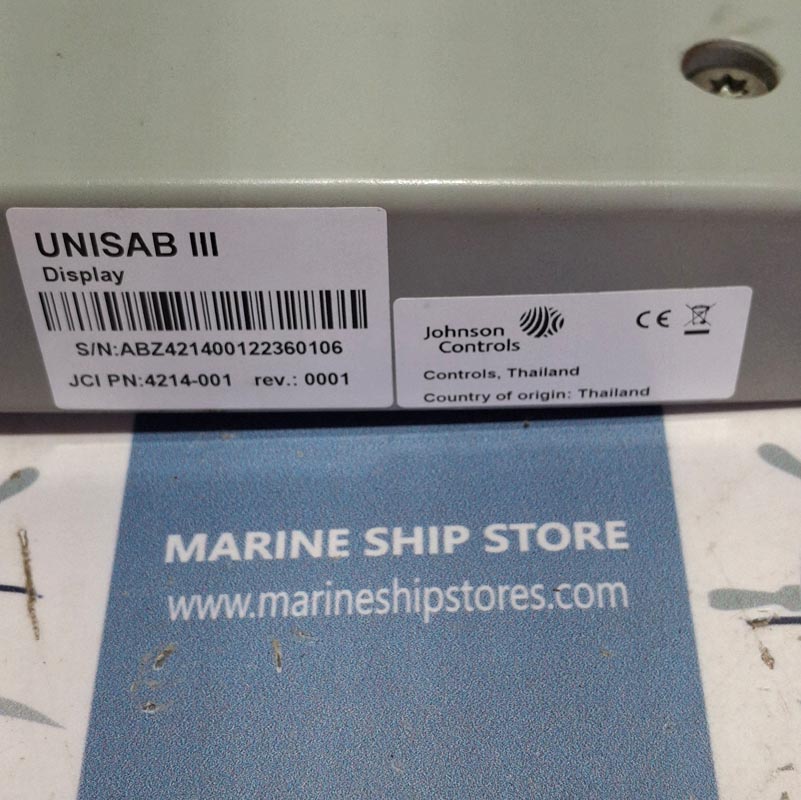 UNISAB III
Display
S/N:ABZ421400122360106
JCI PN:4214-001 rev.: 0001
Johnson
Controls
CE
Controls, Thailand
Country of origin: Thailand
MARINE SHIP STORE
www.marineshipstores.com